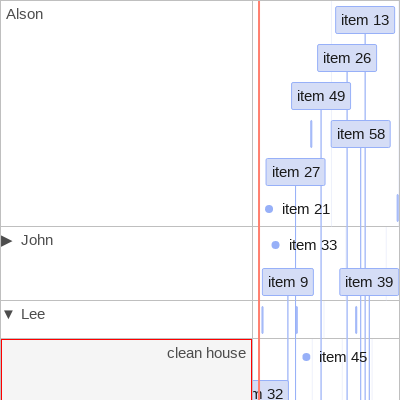 Alson
item 13
item 26
item 49
item 58
item 27
item 21
John
item 33
item 9
item 39
Lee
clean house
item 45
32